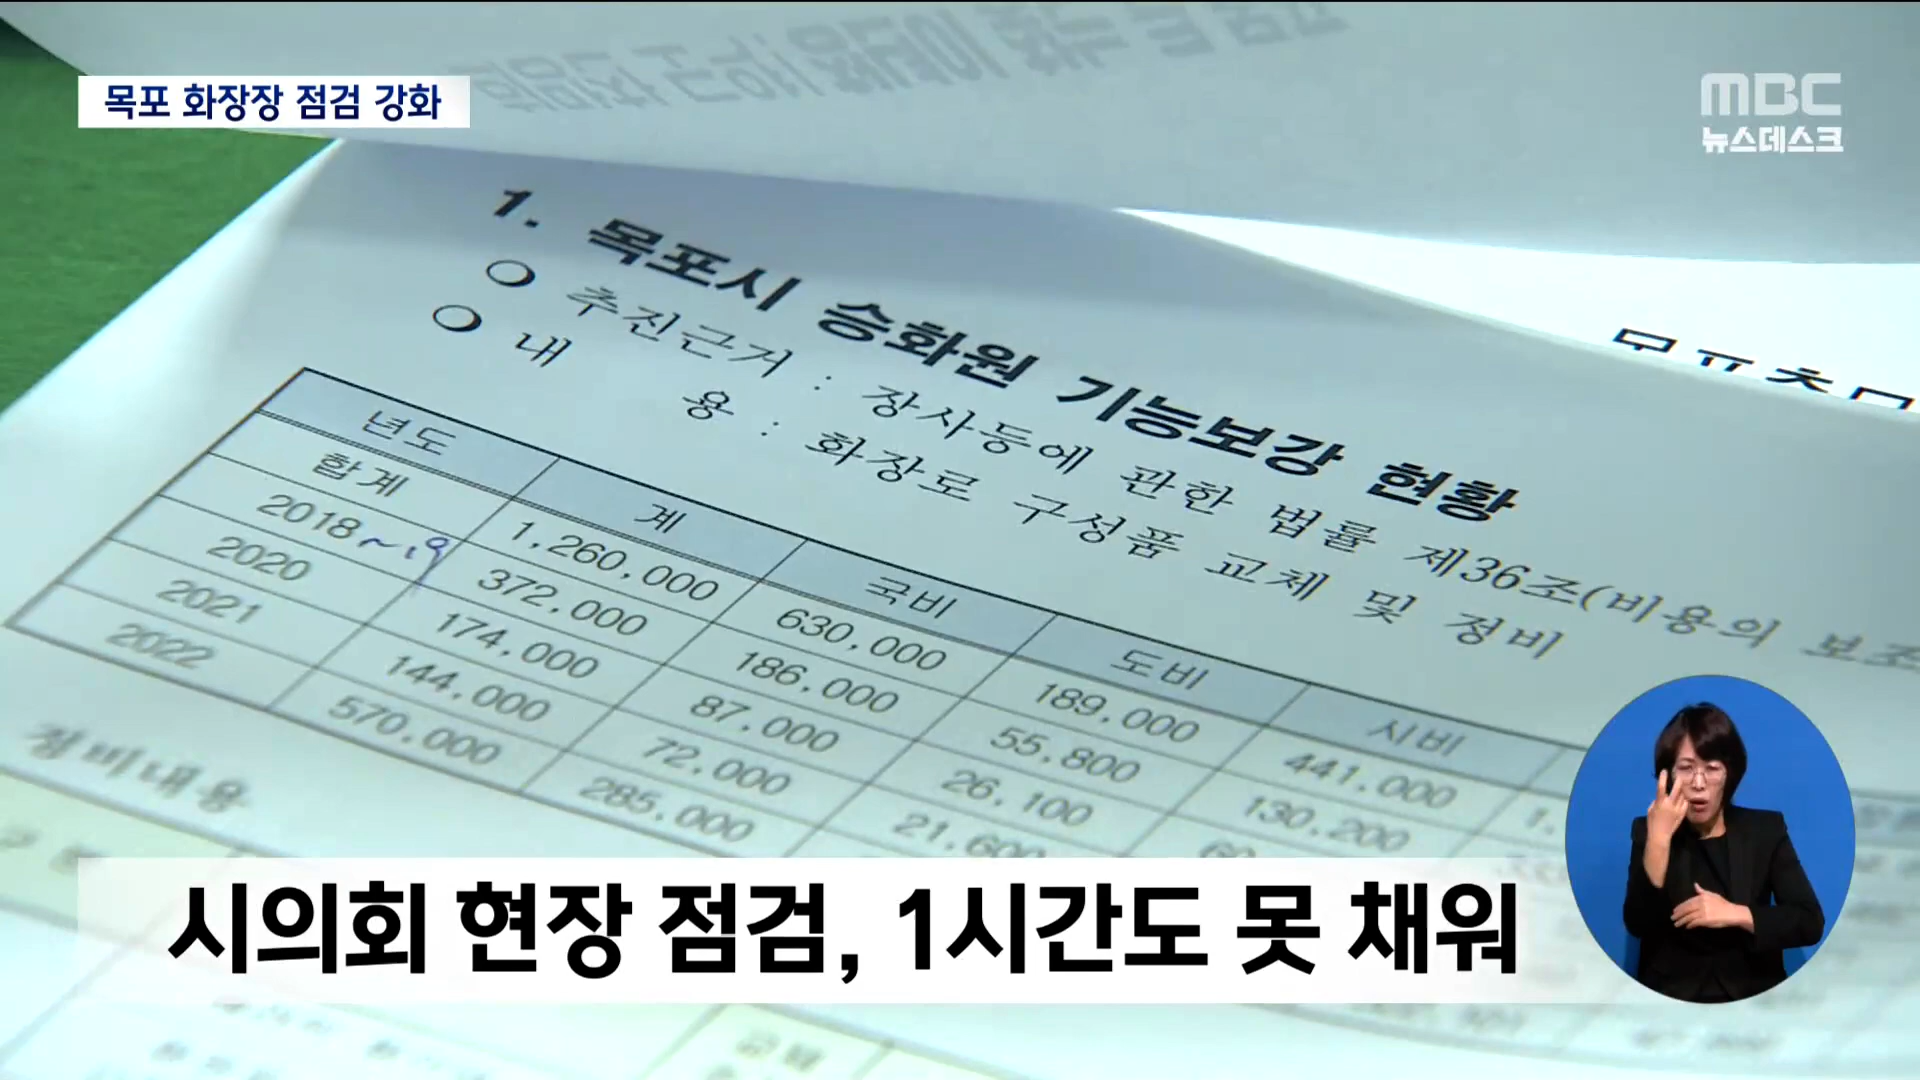 목포 화장장 점검 강화
MBC
뉴스데스크
1. 목포시 승화원 기능보강 현황
○ 추진근거 : 장사등에 관한 법률 제36조(비용의 보조
○ 내 용 : 화장로 구성품 교체 및 정비
년도 계 국비 도비 시비
합계 1,260,000 630,000 189,000 441,000
2018~19 372,000 186,000 55,800 130,200
2020 174,000 87,000 26,100
2021 144,000 72,000 21,600
2022 570,000 285,000
정비내용
시의회 현장 점검, 1시간도 못 채워